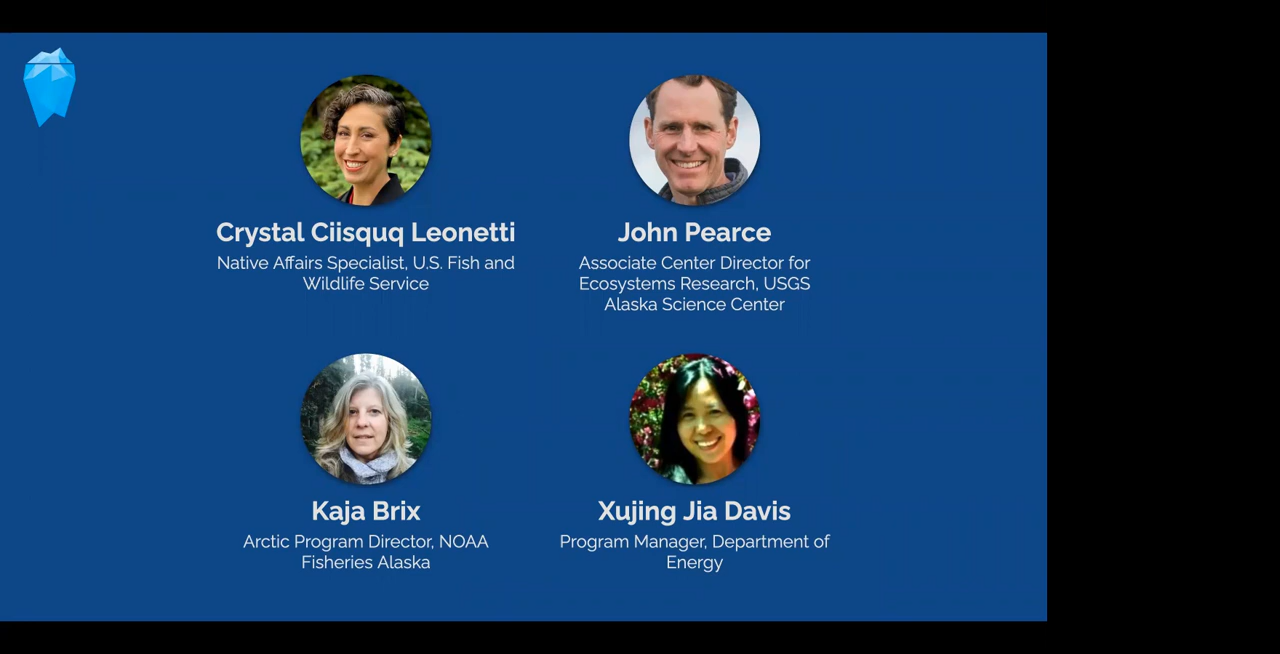 Crystal Ciisquq Leonetti
Native Affairs Specialist, U.S. Fish and
Wildlife Service
John Pearce
Associate Center Director for
Ecosystems Research, USGS
Alaska Science Center
Kaja Brix
Arctic Program Director, NOAA
Fisheries Alaska
Xujing Jia Davis
Program Manager, Department of
Energy